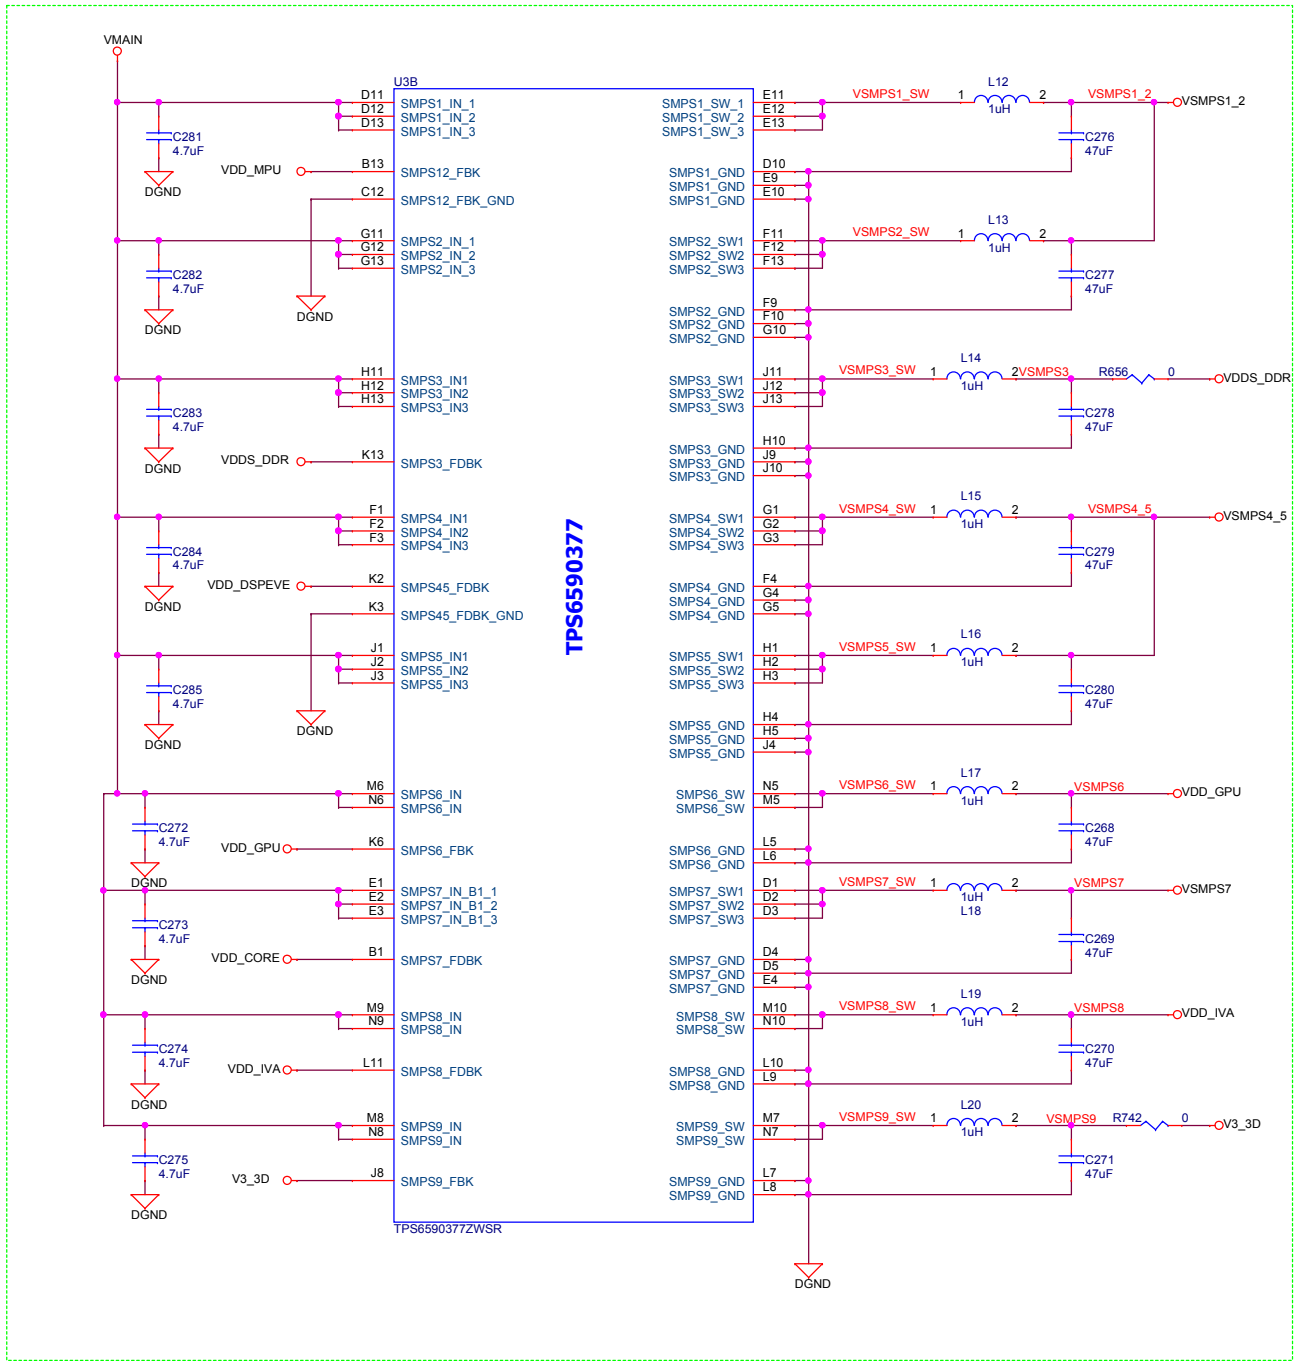 VMAIN
U3B
D11 SMPS1_IN_1 SMPS1_SW_1 E11 VSMPS1_SW 1 L12 1uH 2 VSMPS1_2 VSMPS1_2
D12 SMPS1_IN_2 SMPS1_SW_2 E12
D13 SMPS1_IN_3 SMPS1_SW_3 E13
C281 4.7uF DGND
C276 47uF
VDD_MPU B13 SMPS12_FBK SMPS1_GND D10
SMPS1_GND E9
C12 SMPS12_FBK_GND SMPS1_GND E10
G11 SMPS2_IN_1 SMPS2_SW1 F11 VSMPS2_SW 1 L13 1uH 2
G12 SMPS2_IN_2 SMPS2_SW2 F12
G13 SMPS2_IN_3 SMPS2_SW3 F13
C282 4.7uF DGND
DGND
C277 47uF
SMPS2_GND F9
SMPS2_GND F10
SMPS2_GND G10
H11 SMPS3_IN1 SMPS3_SW1 J11 VSMPS3_SW 1 L14 1uH 2 VSMPS3 R656 0 VDDS_DDR
H12 SMPS3_IN2 SMPS3_SW2 J12
H13 SMPS3_IN3 SMPS3_SW3 J13
C283 4.7uF DGND
C278 47uF
SMPS3_GND H10
VDDS_DDR K13 SMPS3_FDBK SMPS3_GND J9
SMPS3_GND J10
F1 SMPS4_IN1 SMPS4_SW1 G1 VSMPS4_SW 1 L15 1uH 2 VSMPS4_5 VSMPS4_5
F2 SMPS4_IN2 SMPS4_SW2 G2
F3 SMPS4_IN3 SMPS4_SW3 G3
TPS6590377
C284 4.7uF DGND
C279 47uF
VDD_DSPEVE K2 SMPS45_FDBK SMPS4_GND F4
SMPS4_GND G4
K3 SMPS45_FDBK_GND SMPS4_GND G5
J1 SMPS5_IN1 SMPS5_SW1 H1 VSMPS5_SW 1 L16 1uH 2
J2 SMPS5_IN2 SMPS5_SW2 H2
J3 SMPS5_IN3 SMPS5_SW3 H3
C285 4.7uF DGND
DGND
C280 47uF
SMPS5_GND H4
SMPS5_GND H5
SMPS5_GND J4
M6 SMPS6_IN SMPS6_SW N5 VSMPS6_SW 1 L17 1uH 2 VSMPS6 VDD_GPU
N6 SMPS6_IN SMPS6_SW M5
C272 4.7uF DGND
C268 47uF
VDD_GPU K6 SMPS6_FBK SMPS6_GND L5
SMPS6_GND L6
E1 SMPS7_IN_B1_1 SMPS7_SW1 D1 VSMPS7_SW 1 1uH L18 2 VSMPS7 VSMPS7
E2 SMPS7_IN_B1_2 SMPS7_SW2 D2
E3 SMPS7_IN_B1_3 SMPS7_SW3 D3
C273 4.7uF DGND
C269 47uF
VDD_CORE B1 SMPS7_FDBK SMPS7_GND D4
SMPS7_GND D5
SMPS7_GND E4
M9 SMPS8_IN SMPS8_SW M10 VSMPS8_SW 1 L19 1uH 2 VSMPS8 VDD_IVA
N9 SMPS8_IN SMPS8_SW N10
C274 4.7uF DGND
C270 47uF
VDD_IVA L11 SMPS8_FDBK SMPS8_GND L10
SMPS8_GND L9
M8 SMPS9_IN SMPS9_SW M7 VSMPS9_SW 1 L20 1uH 2 VSMPS9 R742 0 V3_3D
N8 SMPS9_IN SMPS9_SW N7
C275 4.7uF DGND
C271 47uF
V3_3D J8 SMPS9_FBK SMPS9_GND L7
SMPS9_GND L8
TPS6590377ZWSR
DGND